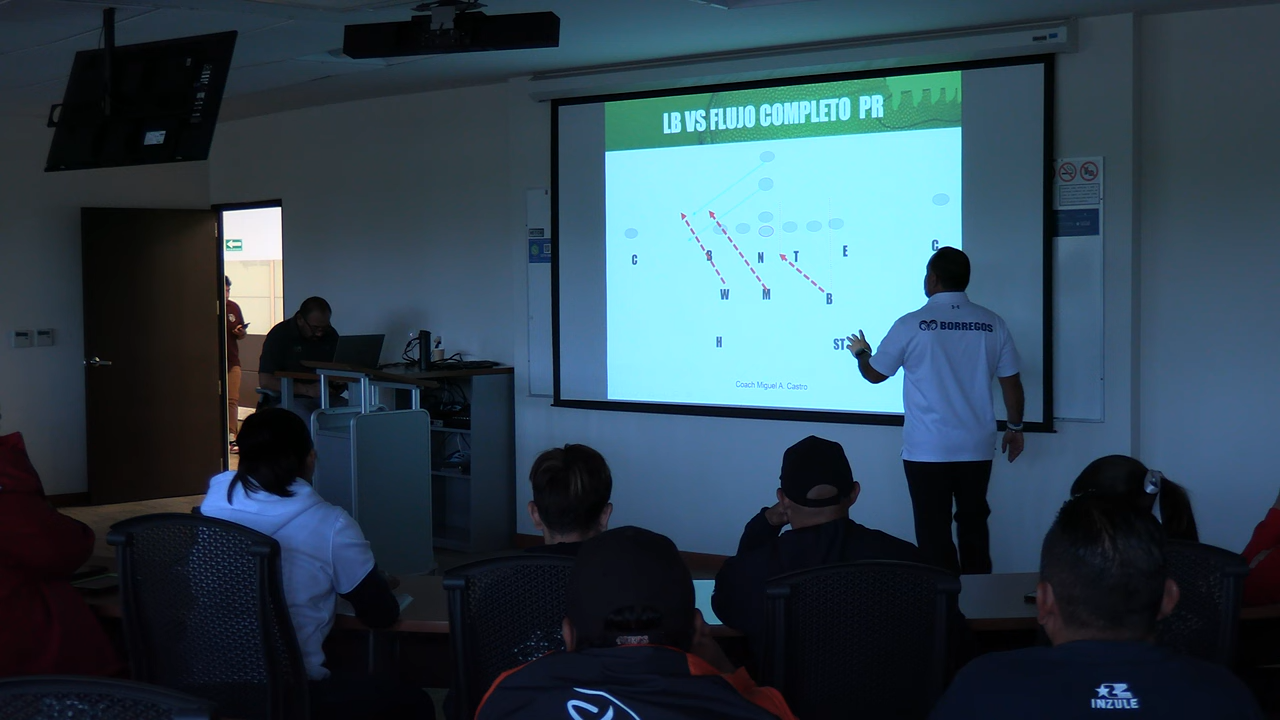 LB VS FLUJO COMPLETO PR
C
B
N
T
E
C
W
M
B
H
ST
Coach Miguel A. Castro
BORREGOS
INZULE